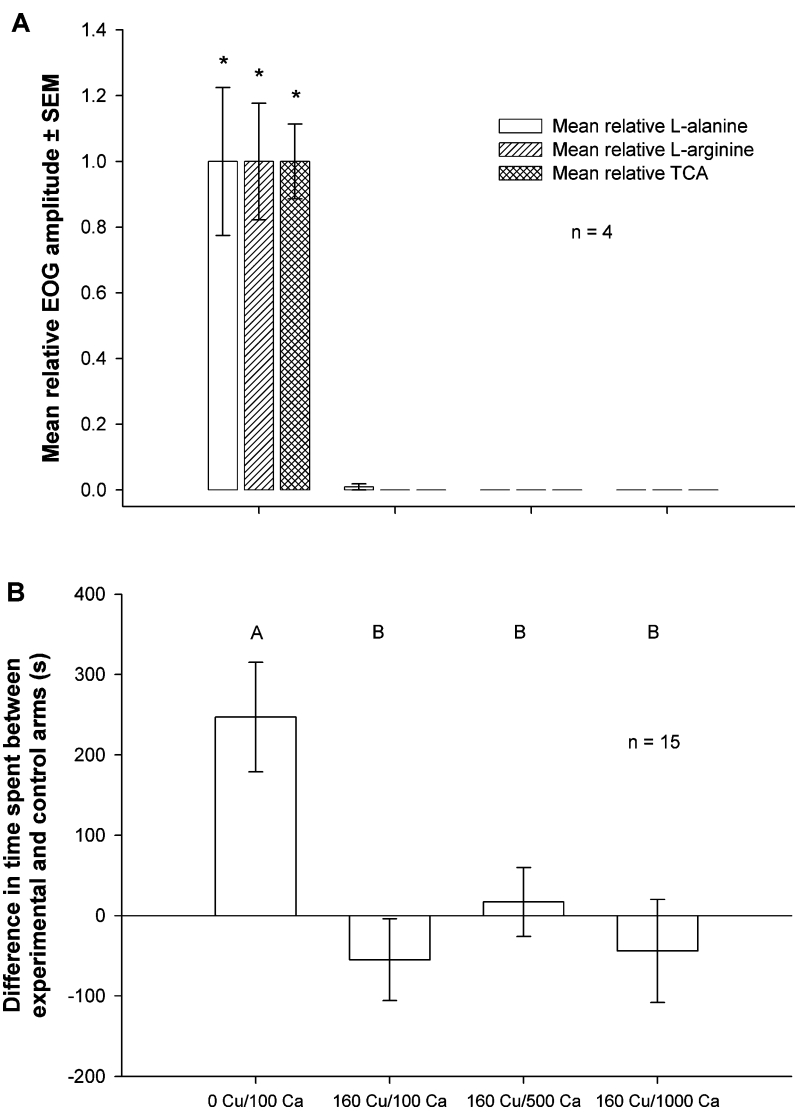 A
Mean relative EOG amplitude ± SEM
1.4
1.2
1.0
0.8
0.6
0.4
0.2
0.0
* * *
Mean relative L-alanine
Mean relative L-arginine
Mean relative TCA
n = 4
B
Difference in time spent between
experimental and control arms (s)
400
300
200
100
0
-100
-200
A B B B
n = 15
0 Cu/100 Ca 160 Cu/100 Ca 160 Cu/500 Ca 160 Cu/1000 Ca